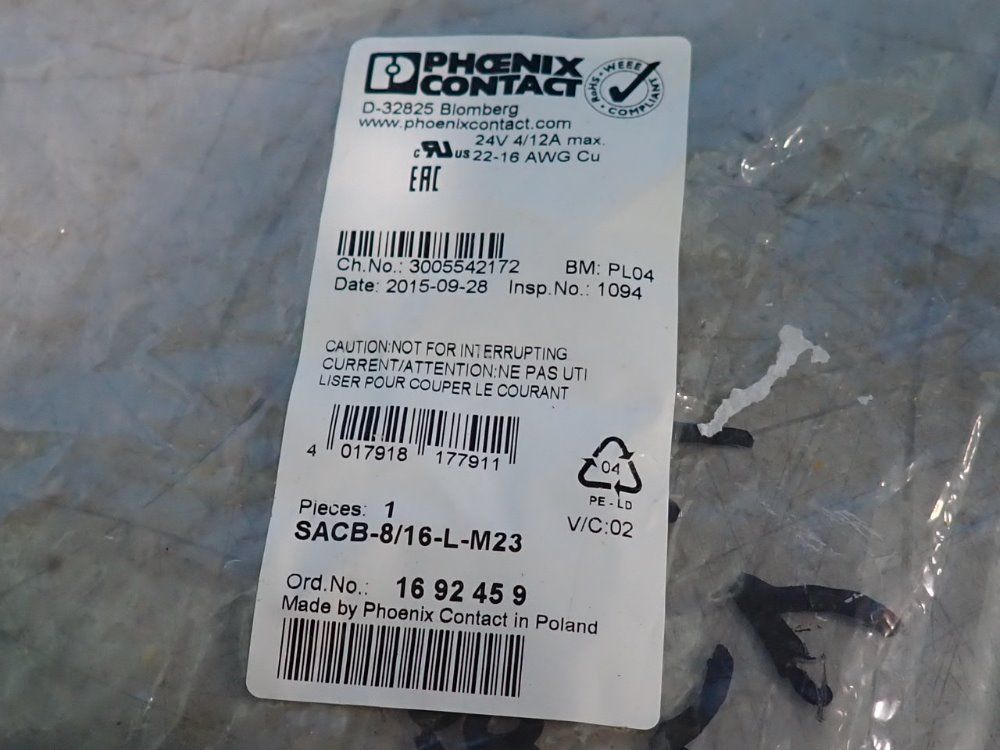 PHŒNIX
CONTACT
WEEE
RoHS
COMPLIANT
D-32825 Blomberg
www.phoenixcontact.com
24V 4/12A max.
c RU us 22-16 AWG Cu
EAC
Ch.No.: 3005542172 BM: PL04
Date: 2015-09-28 Insp.No.: 1094
CAUTION:NOT FOR INTERRUPTING
CURRENT/ATTENTION:NE PAS UTI
LISER POUR COUPER LE COURANT
4 017918 177911
04
PE-LD
Pieces: 1
V/C:02
SACB-8/16-L-M23
Ord.No.: 16 92 45 9
Made by Phoenix Contact in Poland